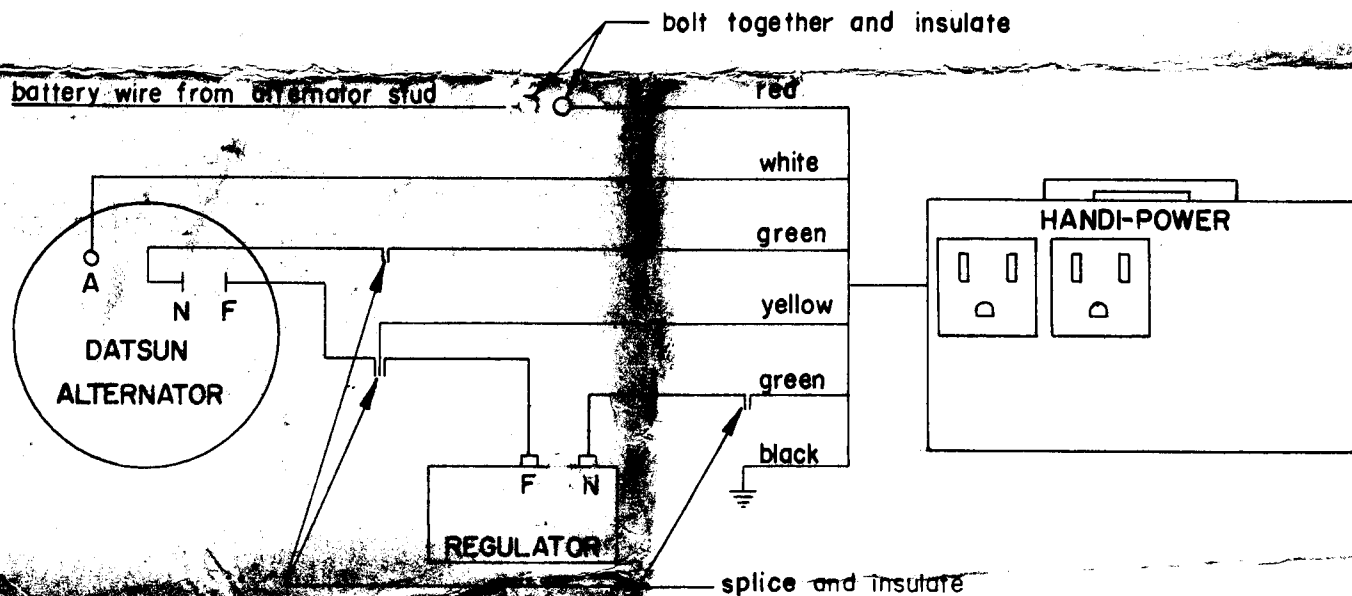 bolt together and insulate
battery wire from alternator stud
red
white
HANDI-POWER
green
A
N F
yellow
DATSUN
ALTERNATOR
green
black
F N
REGULATOR
splice and insulate